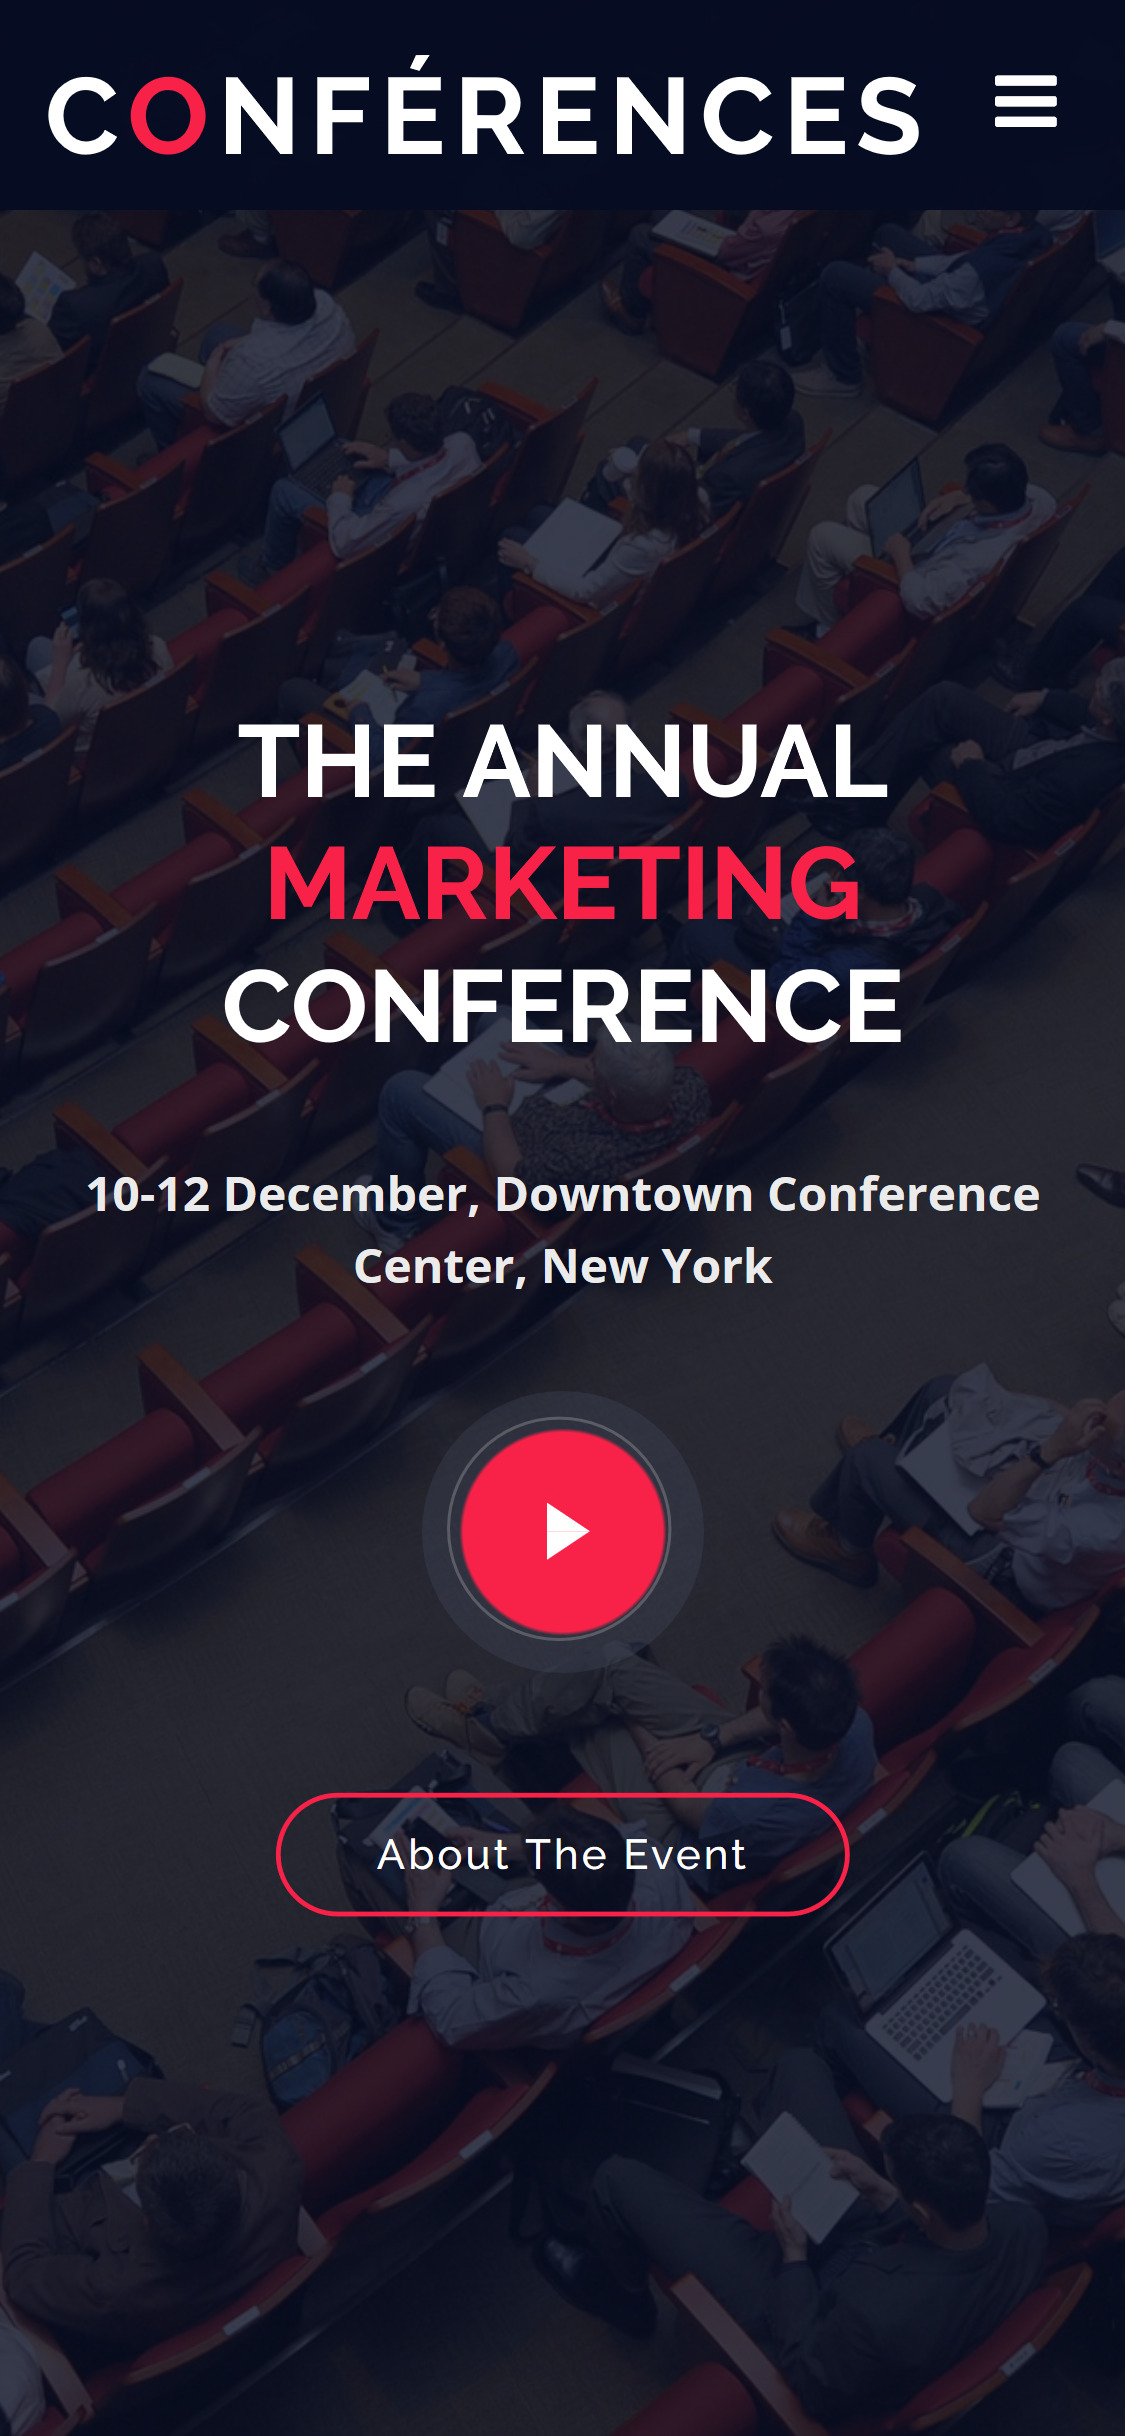 CONFÉRENCES
THE ANNUAL
MARKETING
CONFERENCE
10-12 December, Downtown Conference
Center, New York
About The Event